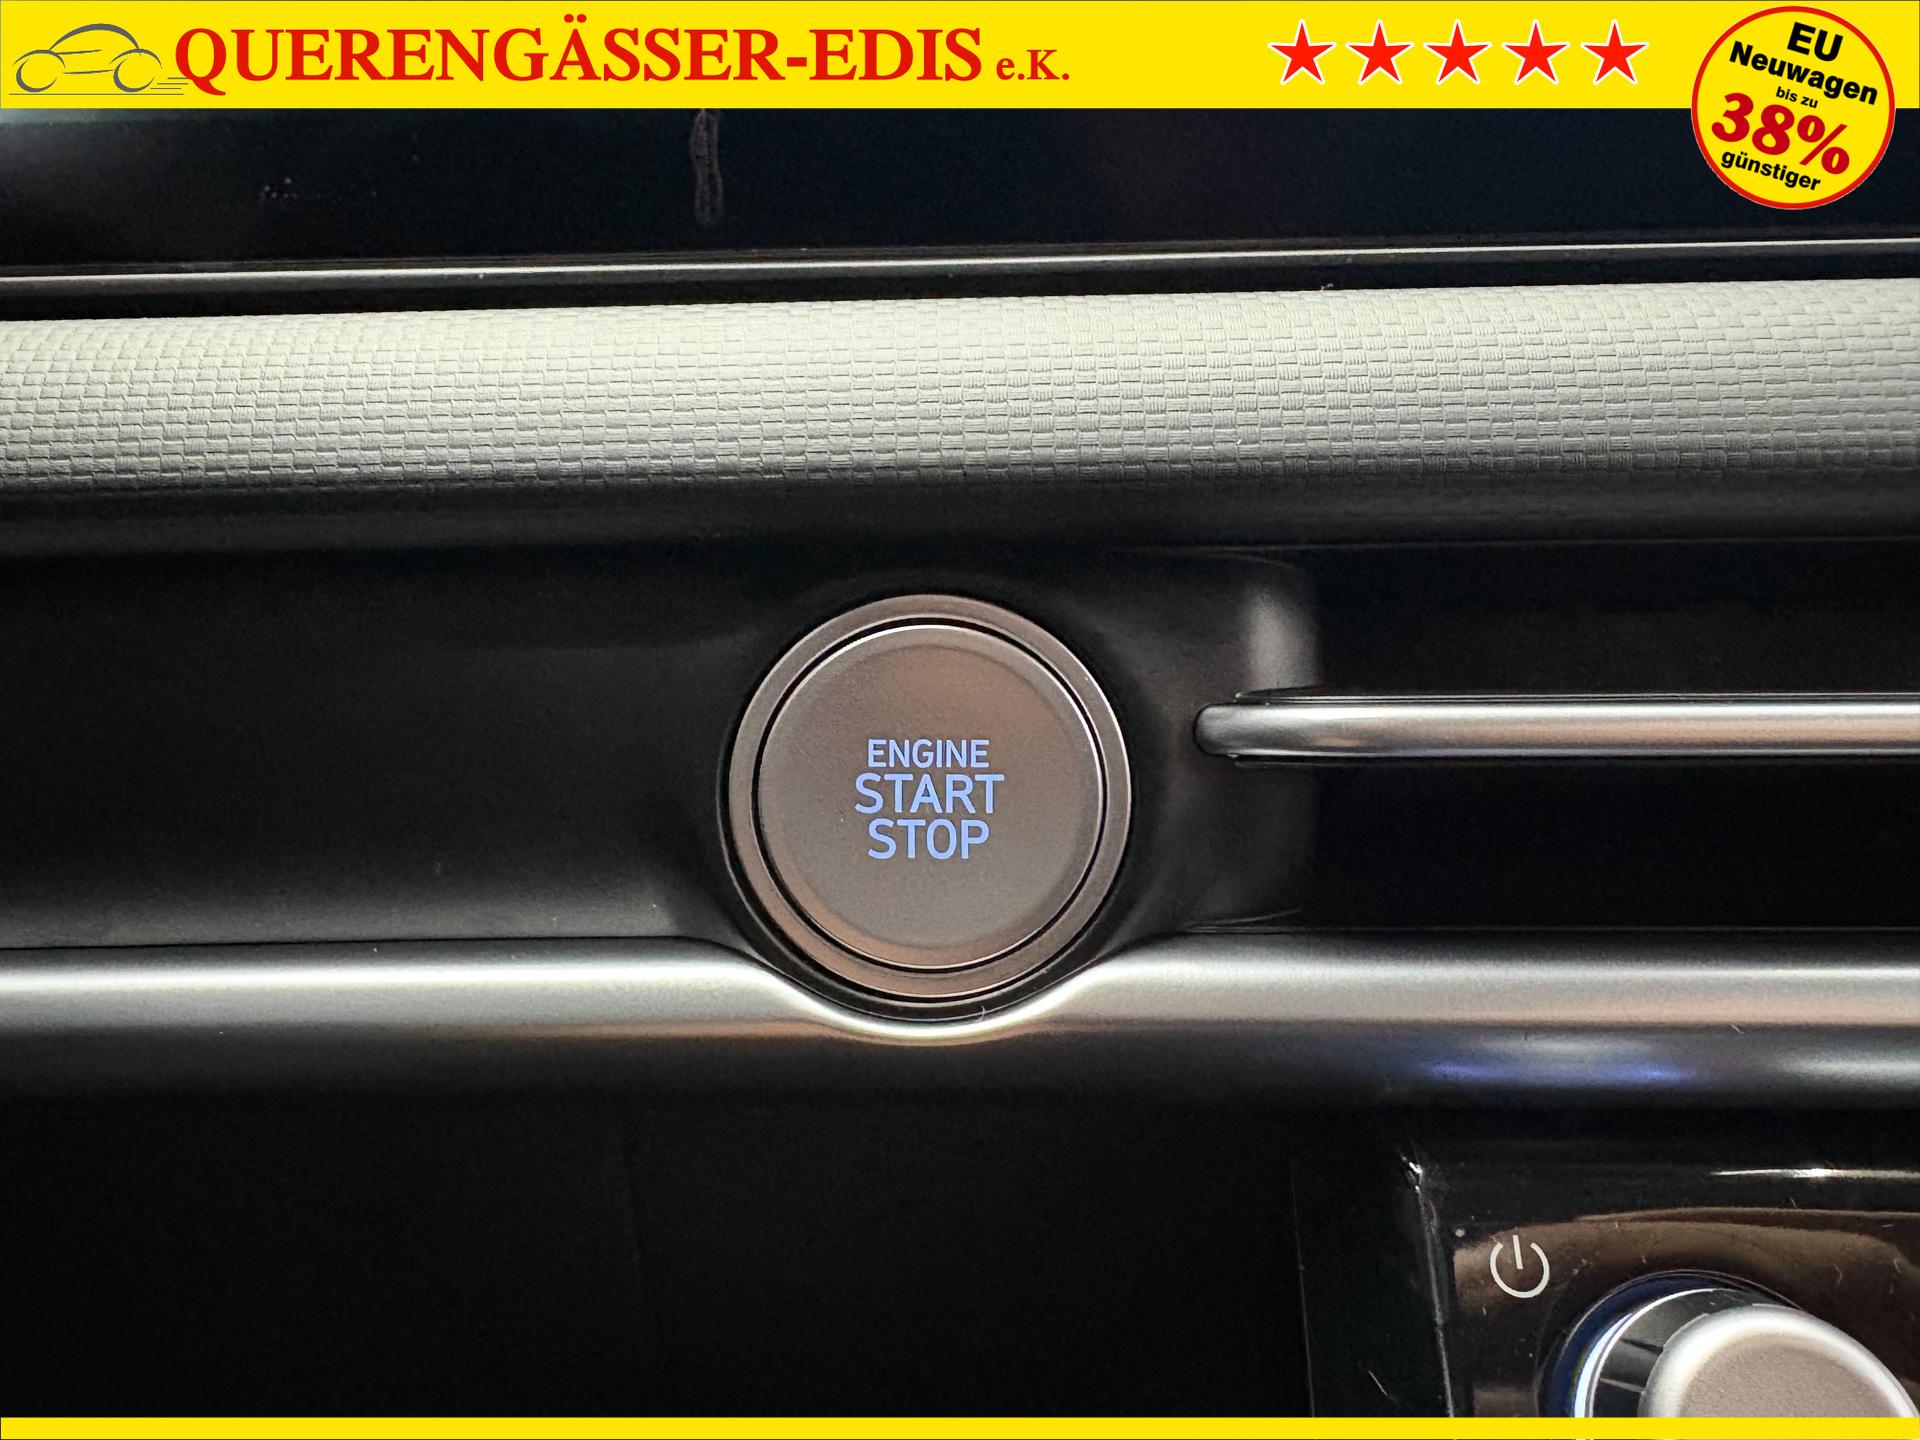 QUERENGÄSSER-EDIS e.K.
EU
Neuwagen
bis zu
38%
günstiger
ENGINE
START
STOP